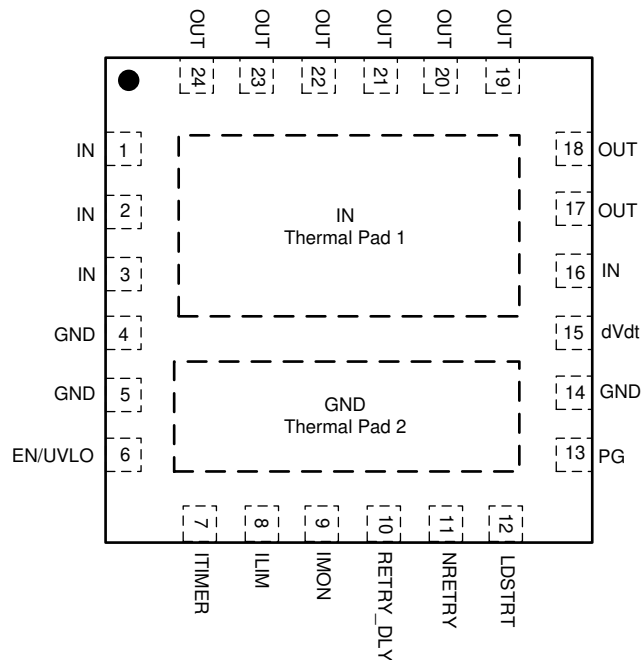 OUT
OUT
OUT
OUT
OUT
OUT
24
23
22
21
20
19
IN
1
IN
2
IN
3
GND
4
GND
5
EN/UVLO
6
IN
Thermal Pad 1
GND
Thermal Pad 2
18
OUT
17
OUT
16
IN
15
dVdt
14
GND
13
PG
7
8
9
10
11
12
ITIMER
ILIM
IMON
RETRY_DLY
NRETRY
LDSTRT